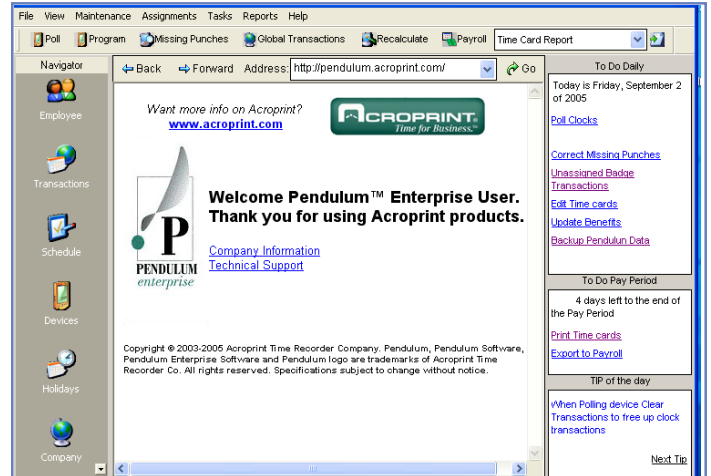 File View Maintenance Assignments Tasks Reports Help
Poll Program Missing Punches Global Transactions Recalculate Payroll Time Card Report
Navigator
Employee
Transactions
Schedule
Devices
Holidays
Company
Back Forward Address: http://pendulum.acroprint.com/ Go
Want more info on Acroprint?
www.acroprint.com
ACROPRINT
Time for Business.™
P
PENDULUM
enterprise
Welcome Pendulum™ Enterprise User.
Thank you for using Acroprint products.
Company Information
Technical Support
Copyright © 2003-2005 Acroprint Time Recorder Company. Pendulum, Pendulum Software,
Pendulum Enterprise Software and Pendulum logo are trademarks of Acroprint Time
Recorder Co. All rights reserved. Specifications subject to change without notice.
To Do Daily
Today is Friday, September 2
of 2005
Poll Clocks
Correct Missing Punches
Unassigned Badge
Transactions
Edit Time cards
Update Benefits
Backup Pendulun Data
To Do Pay Period
4 days left to the end of
the Pay Period
Print Time cards
Export to Payroll
TIP of the day
When Polling device Clear
Transactions to free up clock
transactions
Next Tip